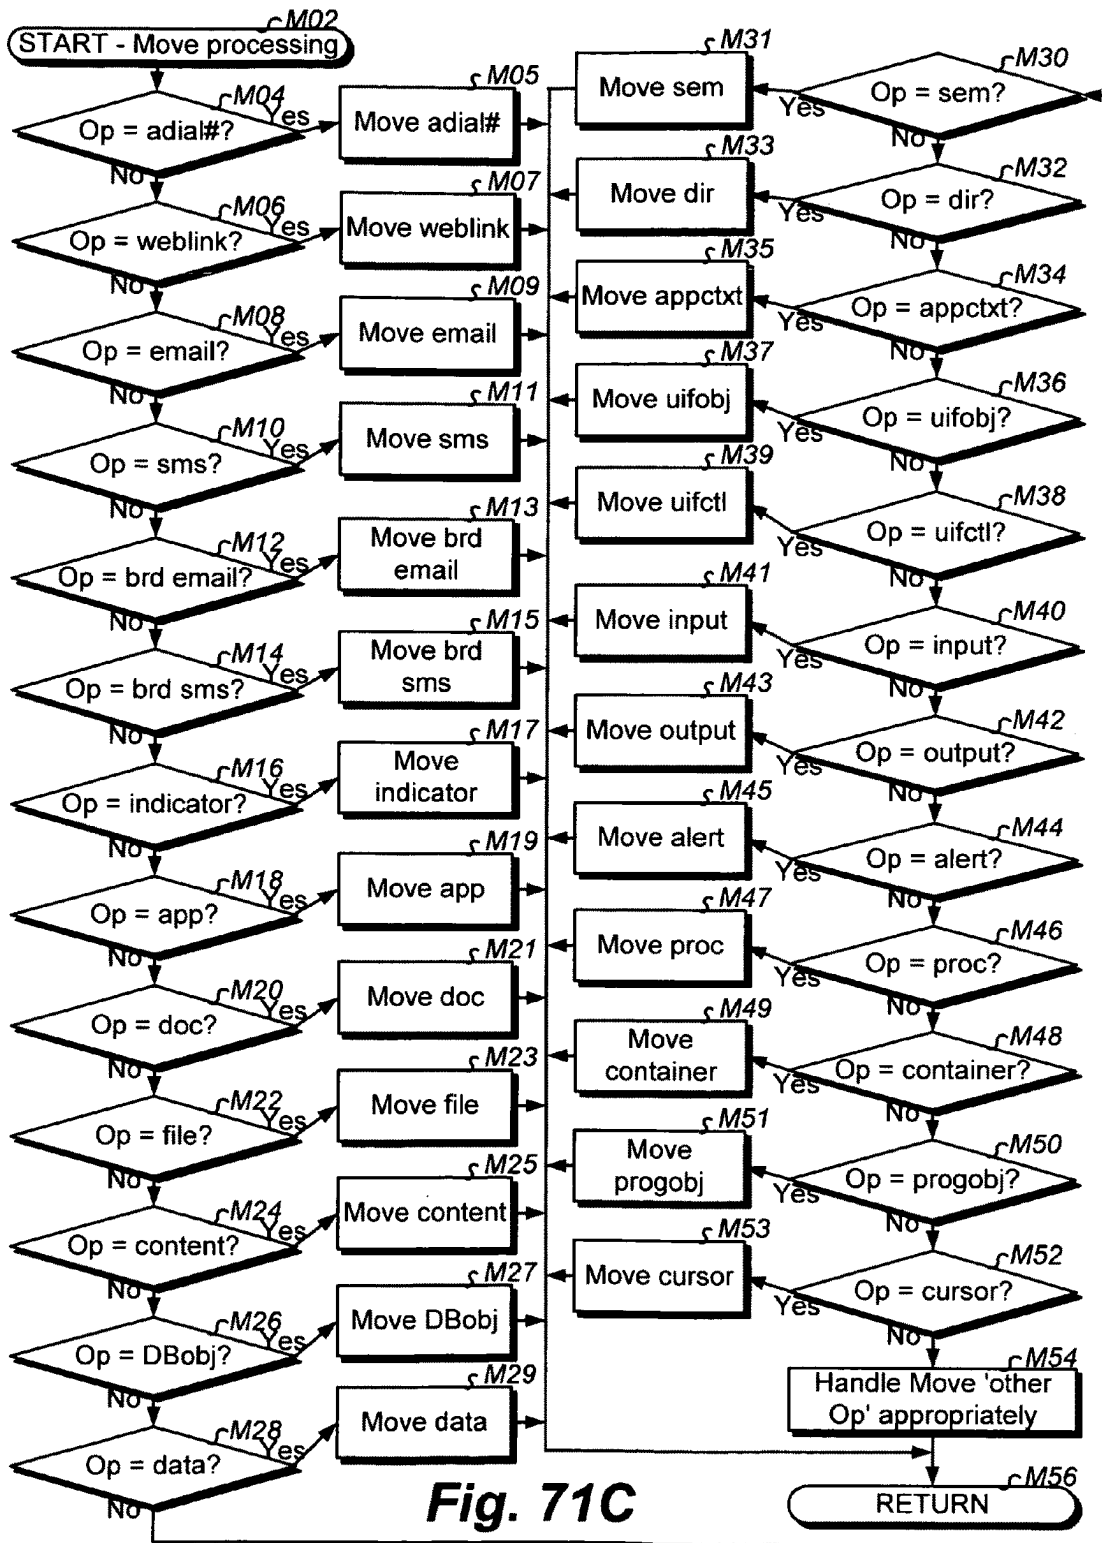 M02
START - Move processing
M04
Op = adial#?
Yes
No
M05
Move adial#
M06
Op = weblink?
Yes
No
M07
Move weblink
M08
Op = email?
Yes
No
M09
Move email
M10
Op = sms?
Yes
No
M11
Move sms
M12
Op = brd email?
Yes
No
M13
Move brd
email
M14
Op = brd sms?
Yes
No
M15
Move brd
sms
M16
Op = indicator?
Yes
No
M17
Move
indicator
M18
Op = app?
Yes
No
M19
Move app
M20
Op = doc?
Yes
No
M21
Move doc
M22
Op = file?
Yes
No
M23
Move file
M24
Op = content?
Yes
No
M25
Move content
M26
Op = DBobj?
Yes
No
M27
Move DBobj
M28
Op = data?
Yes
No
M29
Move data
M30
Op = sem?
Yes
No
M31
Move sem
M32
Op = dir?
Yes
No
M33
Move dir
M34
Op = appctxt?
Yes
No
M35
Move appctxt
M36
Op = uifobj?
Yes
No
M37
Move uifobj
M38
Op = uifctl?
Yes
No
M39
Move uifctl
M40
Op = input?
Yes
No
M41
Move input
M42
Op = output?
Yes
No
M43
Move output
M44
Op = alert?
Yes
No
M45
Move alert
M46
Op = proc?
Yes
No
M47
Move proc
M48
Op = container?
Yes
No
M49
Move
container
M50
Op = progobj?
Yes
No
M51
Move
progobj
M52
Op = cursor?
Yes
No
M53
Move cursor
M54
Handle Move 'other
Op' appropriately
M56
RETURN
Fig. 71C